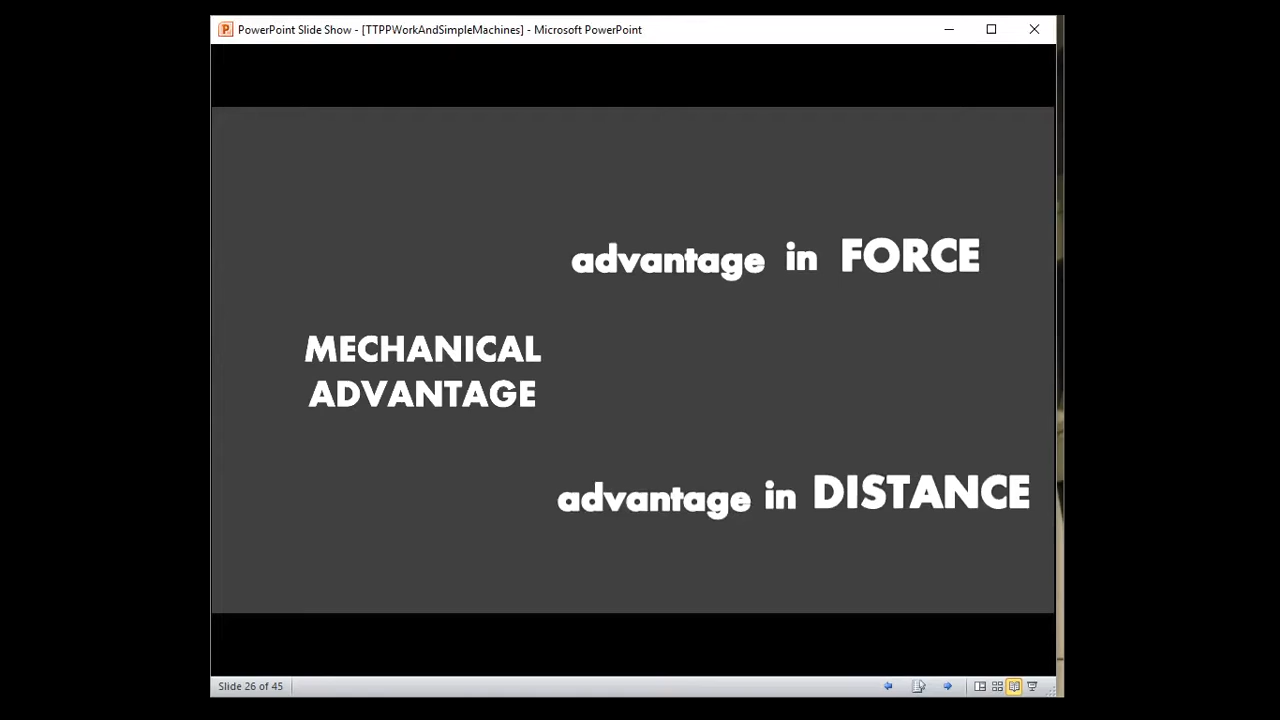 PowerPoint Slide Show - [TTPPWorkAndSimpleMachines] - Microsoft PowerPoint
advantage in FORCE
MECHANICAL
ADVANTAGE
advantage in DISTANCE
Slide 26 of 45